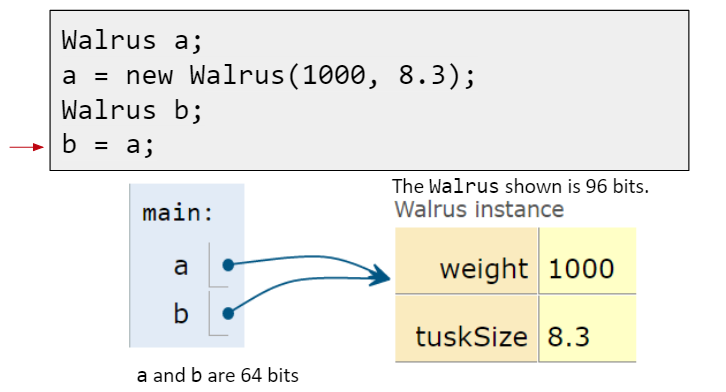 Walrus a;
a = new Walrus(1000, 8.3);
Walrus b;
b = a;
The Walrus shown is 96 bits.
Walrus instance
main:
a
b
weight 1000
tuskSize 8.3
a and b are 64 bits